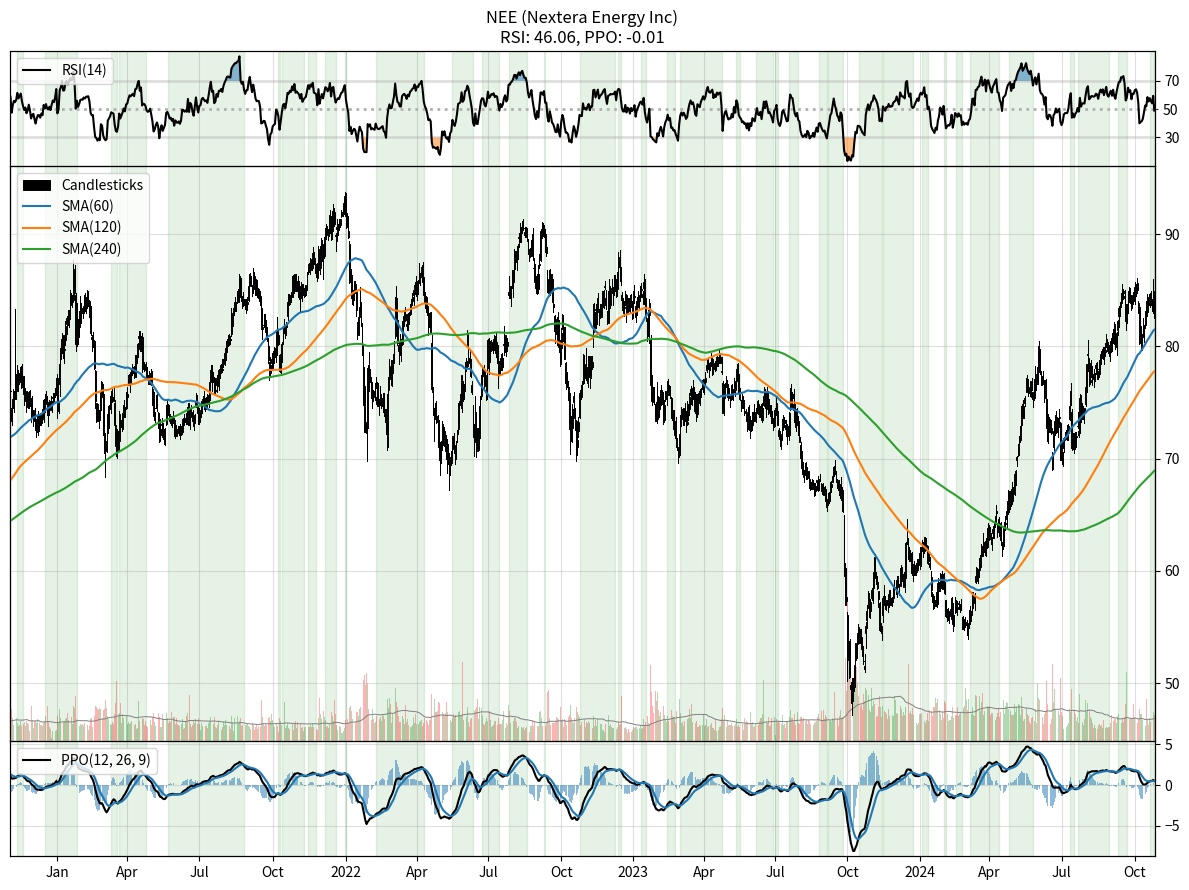 NEE (Nextera Energy Inc)
RSI: 46.06, PPO: -0.01
RSI(14)
70
50
30
Candlesticks
SMA(60)
SMA(120)
SMA(240)
90
80
70
60
50
PPO(12, 26, 9)
5
0
−5
Jan Apr Jul Oct 2022 Apr Jul Oct 2023 Apr Jul Oct 2024 Apr Jul Oct